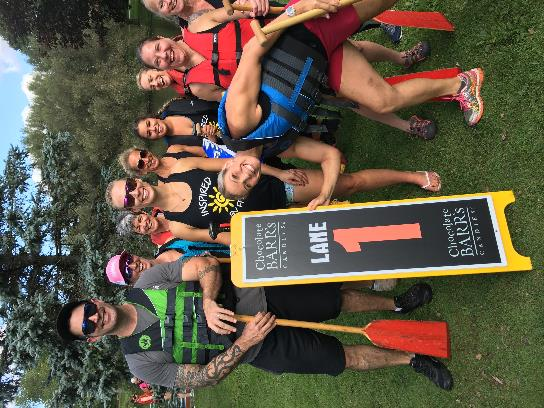 Chocolate
BARRS
CANDIES
LANE
1
Chocolate
BARRS
CANDIES
INSPIRED